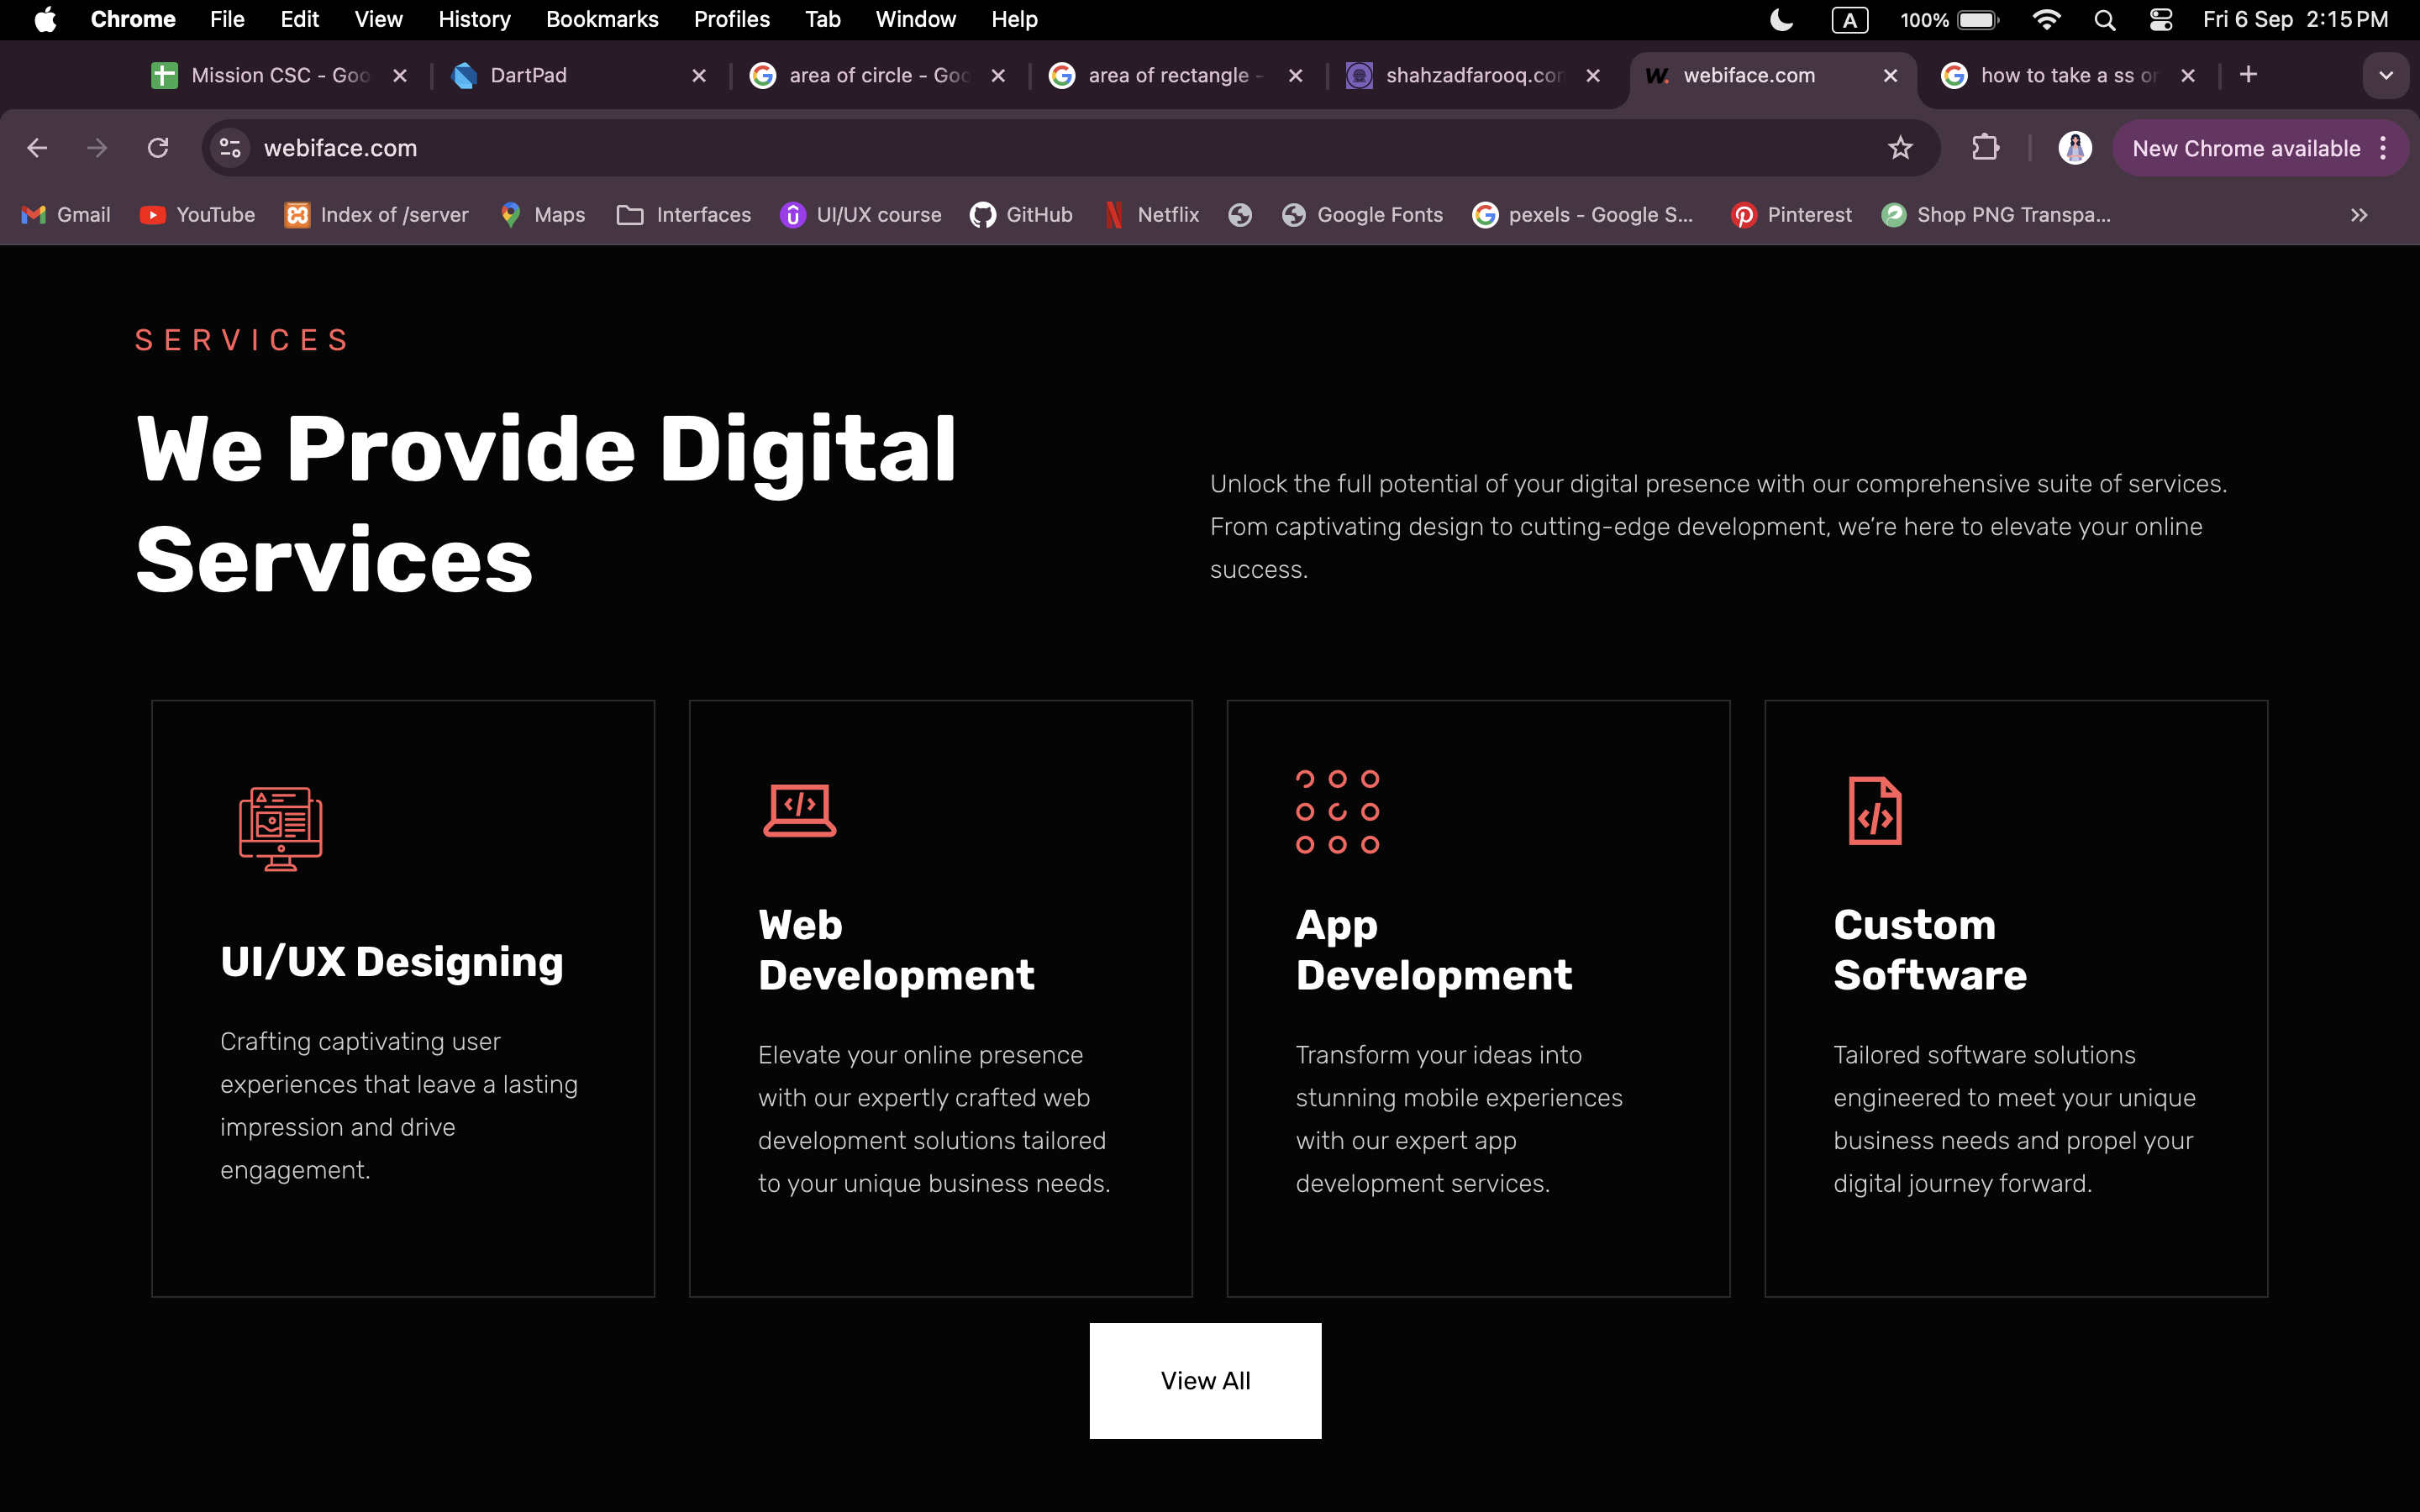 Chrome File Edit View History Bookmarks Profiles Tab Window Help A 100% Fri 6 Sep 2:15 PM
Mission CSC - Goo DartPad area of circle - Goo area of rectangle - shahzadfarooq.con W. webiface.com how to take a ss or
webiface.com New Chrome available
Gmail YouTube Index of /server Maps Interfaces UI/UX course GitHub Netflix Google Fonts pexels - Google S... Pinterest Shop PNG Transpa...
SERVICES
We Provide Digital
Services
Unlock the full potential of your digital presence with our comprehensive suite of services.
From captivating design to cutting-edge development, we’re here to elevate your online
success.
UI/UX Designing
Crafting captivating user
experiences that leave a lasting
impression and drive
engagement.
Web
Development
Elevate your online presence
with our expertly crafted web
development solutions tailored
to your unique business needs.
App
Development
Transform your ideas into
stunning mobile experiences
with our expert app
development services.
Custom
Software
Tailored software solutions
engineered to meet your unique
business needs and propel your
digital journey forward.
View All